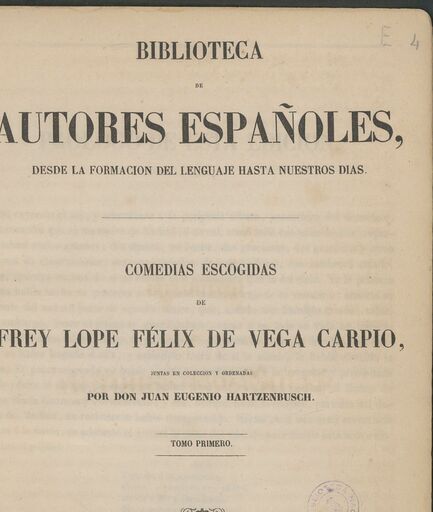 E 4
BIBLIOTECA
DE
AUTORES ESPAÑOLES,
DESDE LA FORMACION DEL LENGUAJE HASTA NUESTROS DIAS.
COMEDIAS ESCOGIDAS
DE
FREY LOPE FÉLIX DE VEGA CARPIO,
JUNTAS EN COLECCION Y ORDENADAS
POR DON JUAN EUGENIO HARTZENBUSCH.
TOMO PRIMERO.